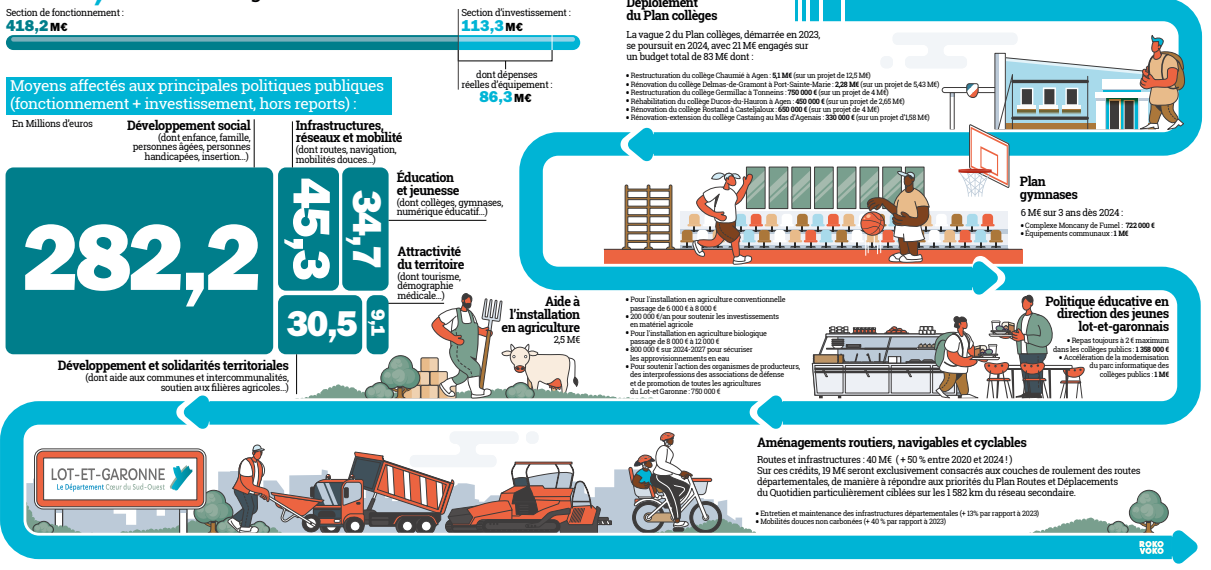 Section de fonctionnement :
418,2 M€
Section d'investissement :
113,3 M€
dont dépenses
réelles d'équipement :
86,3 M€
Moyens affectés aux principales politiques publiques
(fonctionnement + investissement, hors reports) :
En Millions d'euros
Développement social
(dont enfance, famille,
personnes âgées, personnes
handicapées, insertion...)
282,2
Infrastructures,
réseaux et mobilité
(dont routes, navigation,
mobilités douces...)
45,3
34,7
Éducation
et jeunesse
(dont collèges, gymnases,
numérique éducatif...)
Attractivité
du territoire
(dont tourisme,
démographie
médicale...)
30,5
9,1
Développement et solidarités territoriales
(dont aide aux communes et intercommunalités,
soutien aux filières agricoles...)
Déploiement
du Plan collèges
La vague 2 du Plan collèges, démarrée en 2023,
se poursuit en 2024, avec 21 M€ engagés sur
un budget total de 83 M€ dont :
• Restructuration du collège Chaumié à Agen : 5,1 M€ (sur un projet de 12,5 M€)
• Rénovation du collège Delmas-de-Grammont à Port-Sainte-Marie : 2,28 M€ (sur un projet de 5,43 M€)
• Restructuration du collège Germillac à Tonneins : 750 000 € (sur un projet de 4 M€)
• Réhabilitation du collège Ducos-du-Hauron à Agen : 450 000 € (sur un projet de 2,65 M€)
• Rénovation du collège Rostand à Casteljaloux : 650 000 € (sur un projet de 4 M€)
• Rénovation-extension du collège Castaing au Mas d'Agenais : 330 000 € (sur un projet d'1,58 M€)
Plan
gymnases
6 M€ sur 3 ans dès 2024 :
• Complexe Moncany de Fumel : 722 000 €
• Équipements communaux : 1 M€
Aide à
l'installation
en agriculture
2,5 M€
• Pour l'installation en agriculture conventionnelle
passage de 6 000 € à 8 000 €
• 200 000 €/an pour soutenir les investissements
en matériel agricole
• Pour l'installation en agriculture biologique
passage de 8 000 € à 12 000 €
• 800 000 € sur 2024-2027 pour sécuriser
les approvisionnements en eau
• Pour soutenir l'action des organismes de producteurs,
des interprofessions des associations de défense
et de promotion de toutes les agricultures
du Lot-et Garonne : 750 000 €
Politique éducative en
direction des jeunes
lot-et-garonnais
• Repas toujours à 2 € maximum
dans les collèges publics : 1 358 000 €
• Accélération de la modernisation
du parc informatique des
collèges publics : 1 M€
LOT-ET-GARONNE
Le Département Cœur du Sud-Ouest
Aménagements routiers, navigables et cyclables
Routes et infrastructures : 40 M€ (+ 50 % entre 2020 et 2024 !)
Sur ces crédits, 19 M€ seront exclusivement consacrés aux couches de roulement des routes
départementales, de manière à répondre aux priorités du Plan Routes et Déplacements
du Quotidien particulièrement ciblées sur les 1 582 km du réseau secondaire.
• Entretien et maintenance des infrastructures départementales (+ 13% par rapport à 2023)
• Mobilités douces non carbonées (+ 40 % par rapport à 2023)
ROKO
VOKO